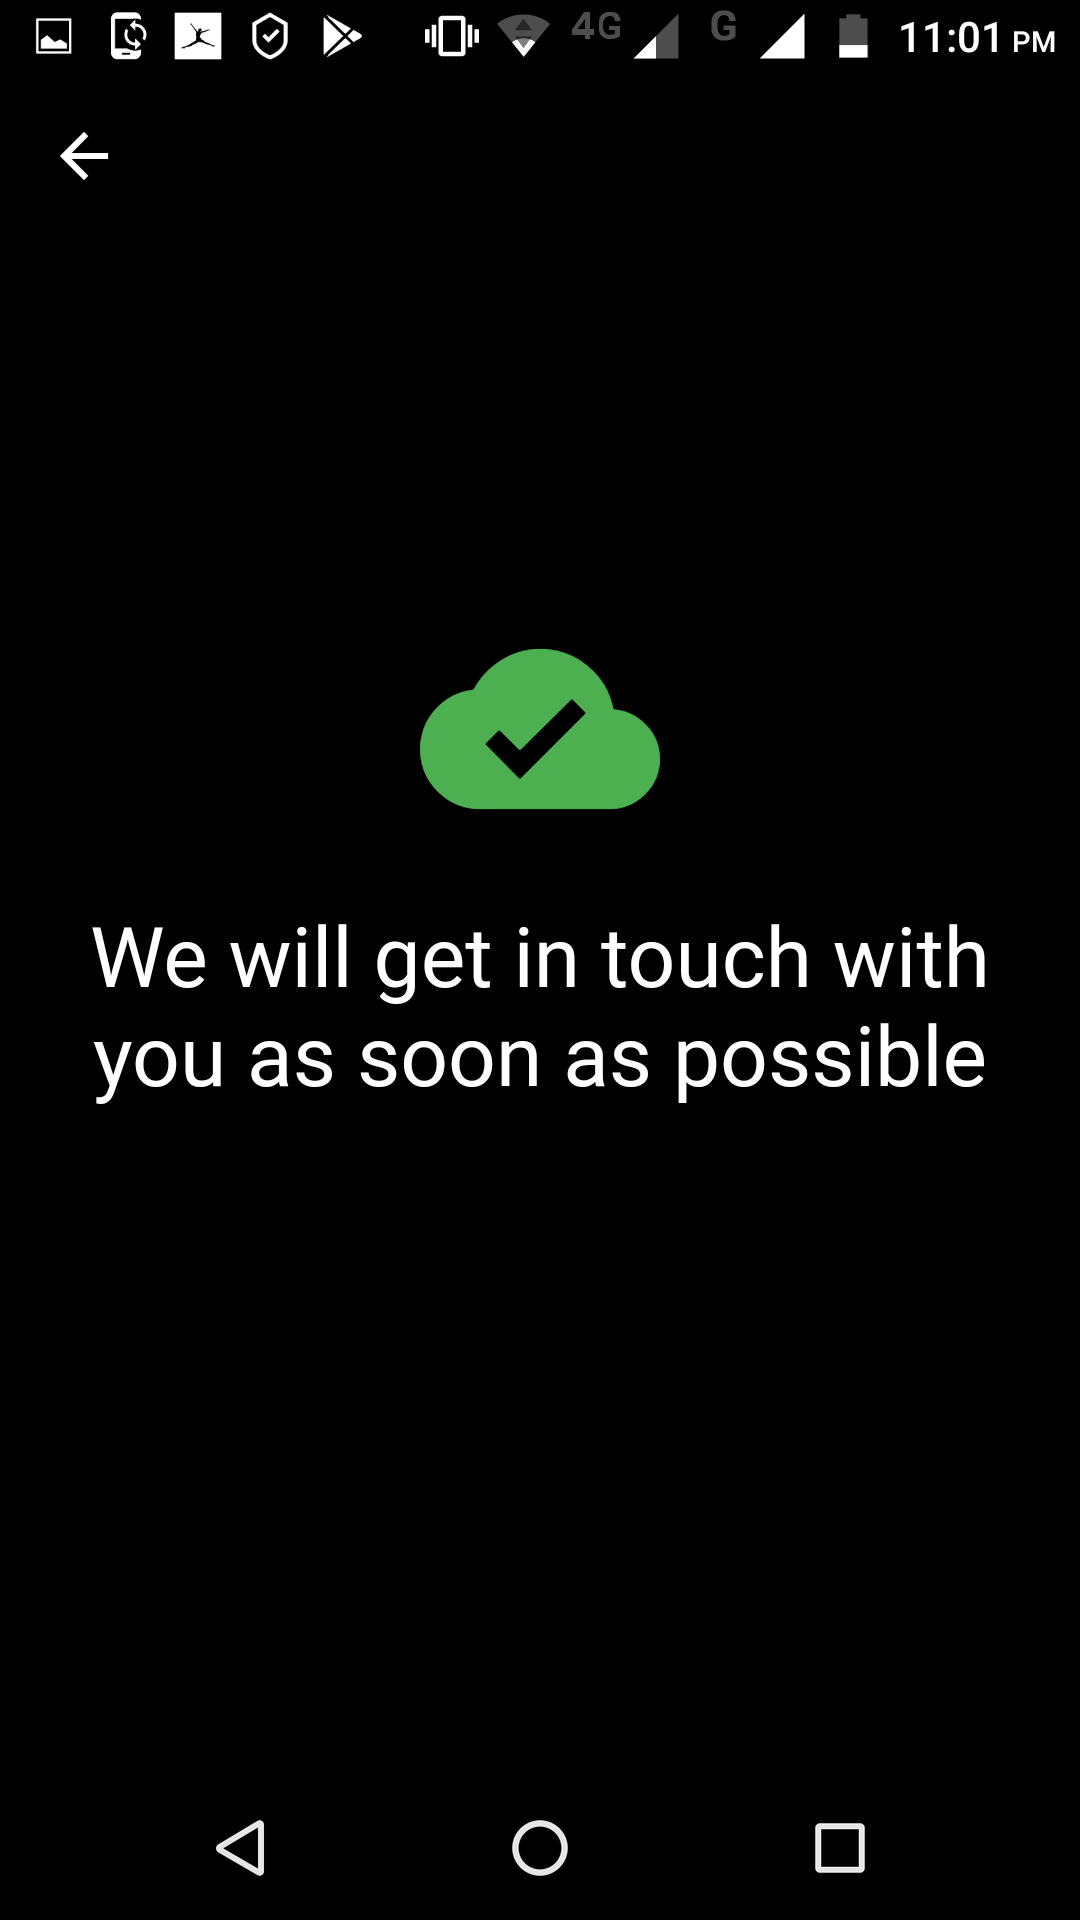 4G G 11:01 PM
We will get in touch with
you as soon as possible